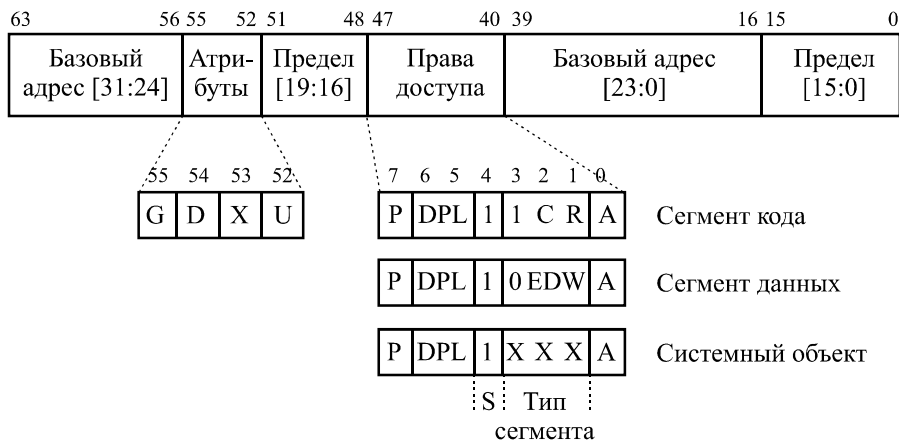 63 56 55 52 51 48 47 40 39 16 15 0
Базовый адрес [31:24]
Атри-
буты
Предел [19:16]
Права доступа
Базовый адрес [23:0]
Предел [15:0]
55 54 53 52
G D X U
7 6 5 4 3 2 1 0
P DPL 1 1 C R A Сегмент кода
P DPL 1 0 EDW A Сегмент данных
P DPL 1 X X X A Системный объект
S Тип
сегмента